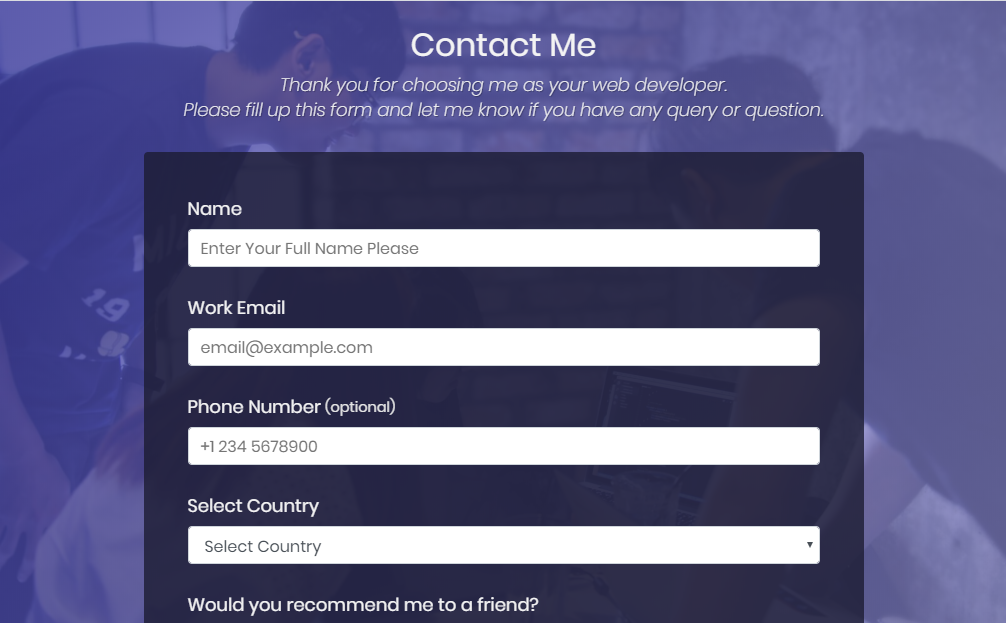 Contact Me
Thank you for choosing me as your web developer.
Please fill up this form and let me know if you have any query or question.
Name
Enter Your Full Name Please
Work Email
email@example.com
Phone Number (optional)
+1 234 5678900
Select Country
Select Country
Would you recommend me to a friend?
19